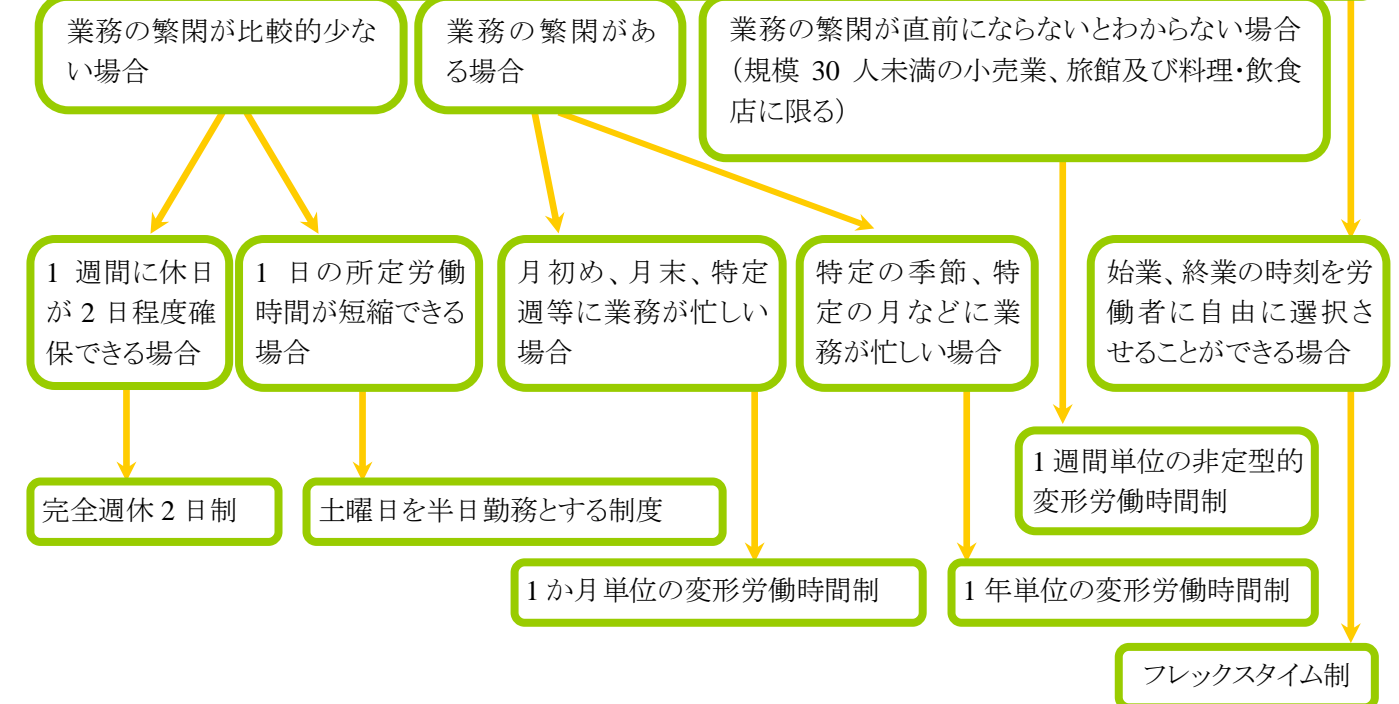 業務の繁閑が比較的少な
い場合
業務の繁閑があ
る場合
業務の繁閑が直前にならないとわからない場合
(規模 30 人未満の小売業、旅館及び料理・飲食
店に限る)
1 週間に休日
が 2 日程度確
保できる場合
1 日の所定労働
時間が短縮できる
場合
月初め、月末、特定
週等に業務が忙しい
場合
特定の季節、特
定の月などに業
務が忙しい場合
始業、終業の時刻を労
働者に自由に選択さ
せることができる場合
完全週休 2 日制
土曜日を半日勤務とする制度
1 週間単位の非定型的
変形労働時間制
1 か月単位の変形労働時間制
1 年単位の変形労働時間制
フレックスタイム制